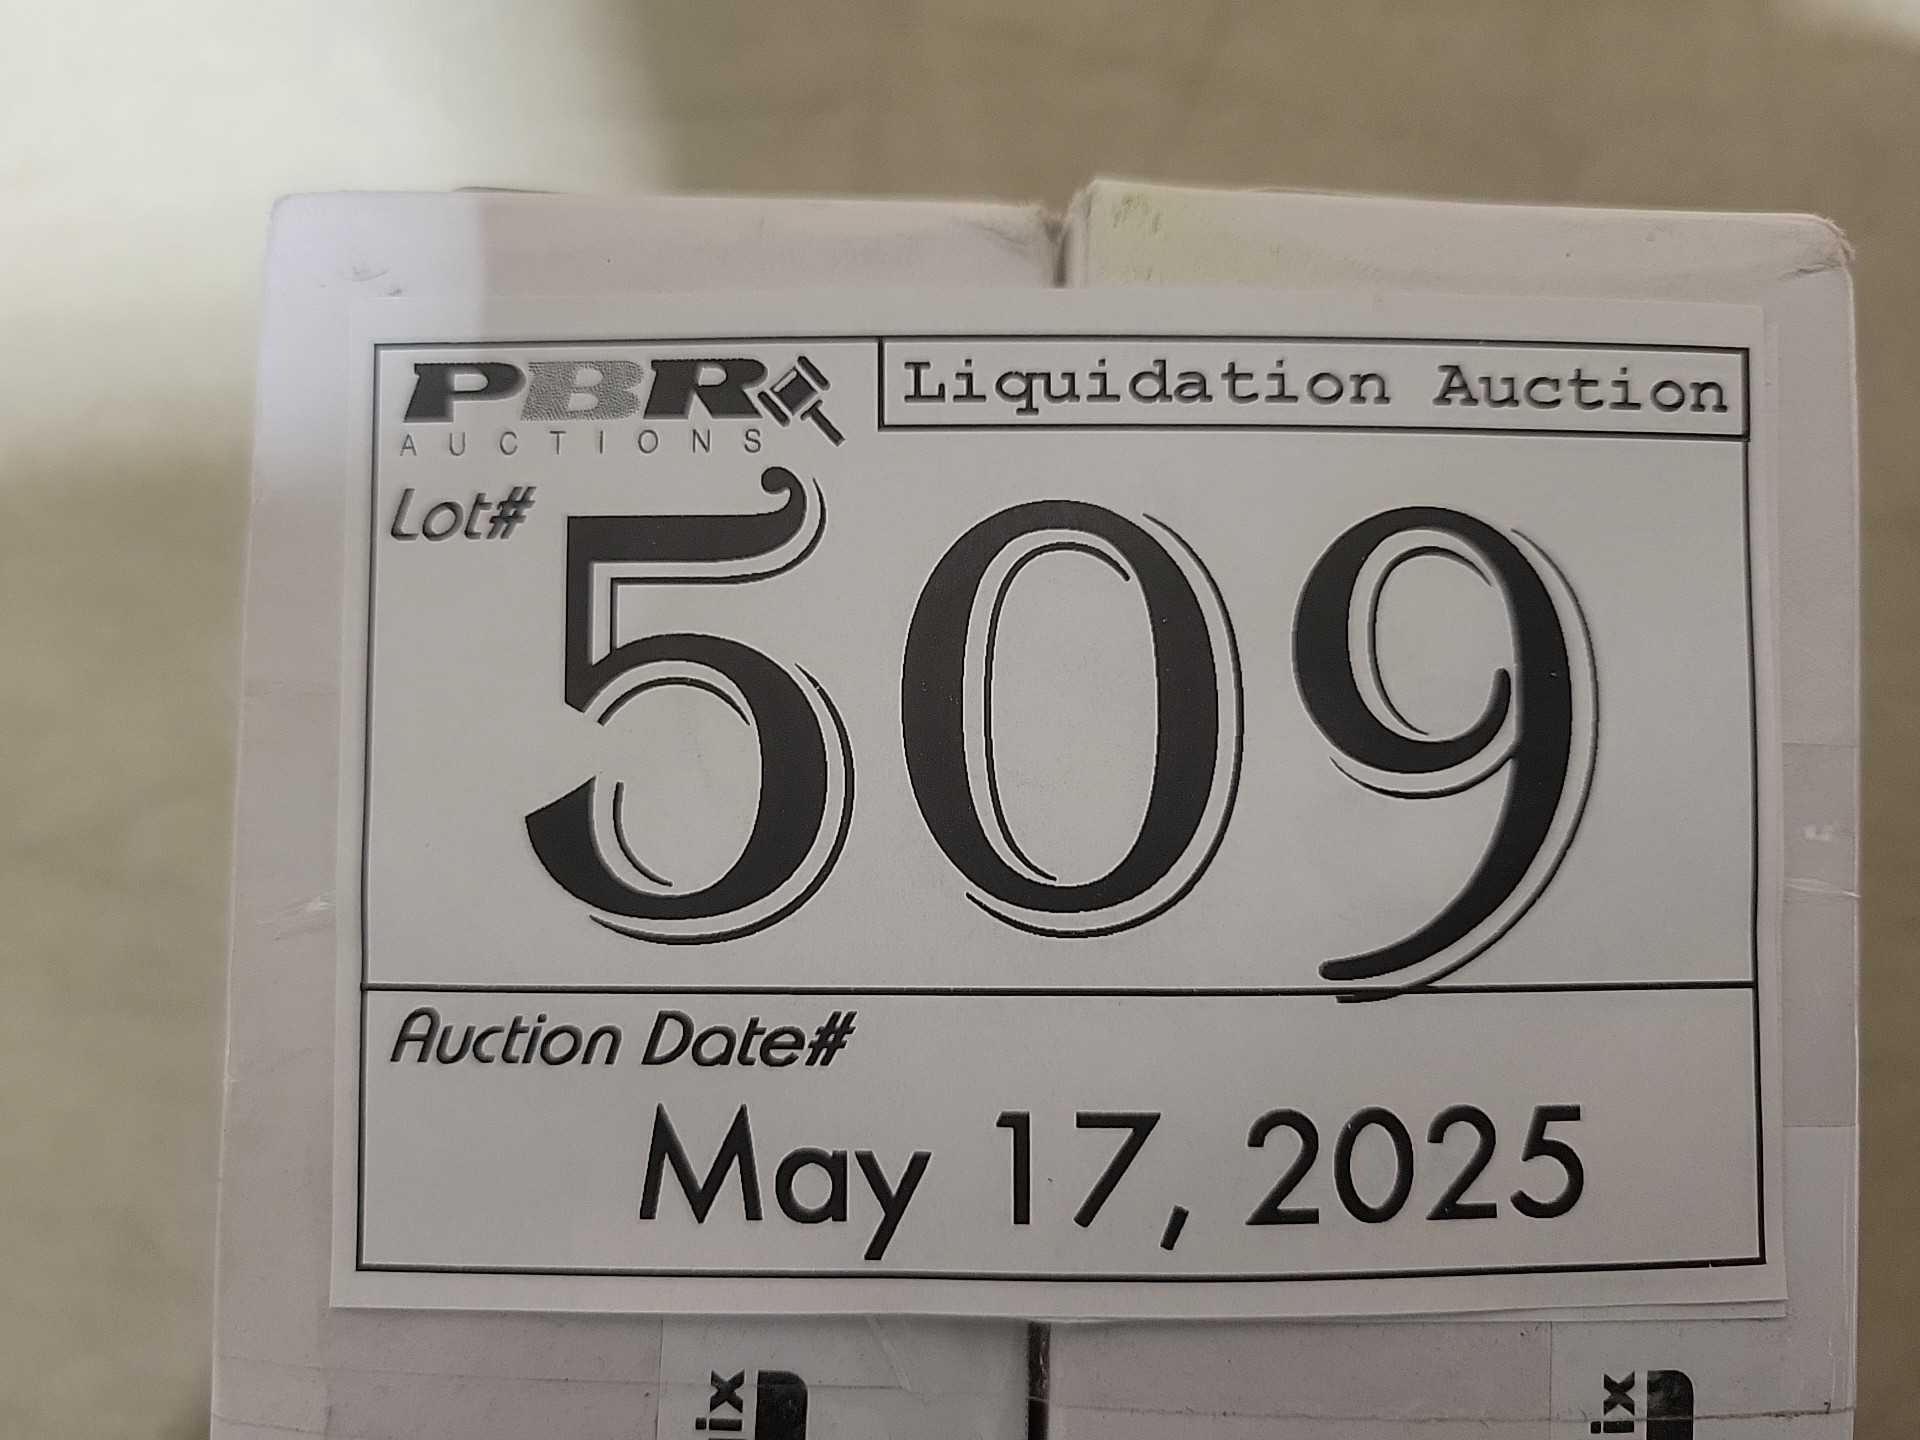 PBR
AUCTIONS
Liquidation Auction
Lot#
509
Auction Date#
May 17, 2025